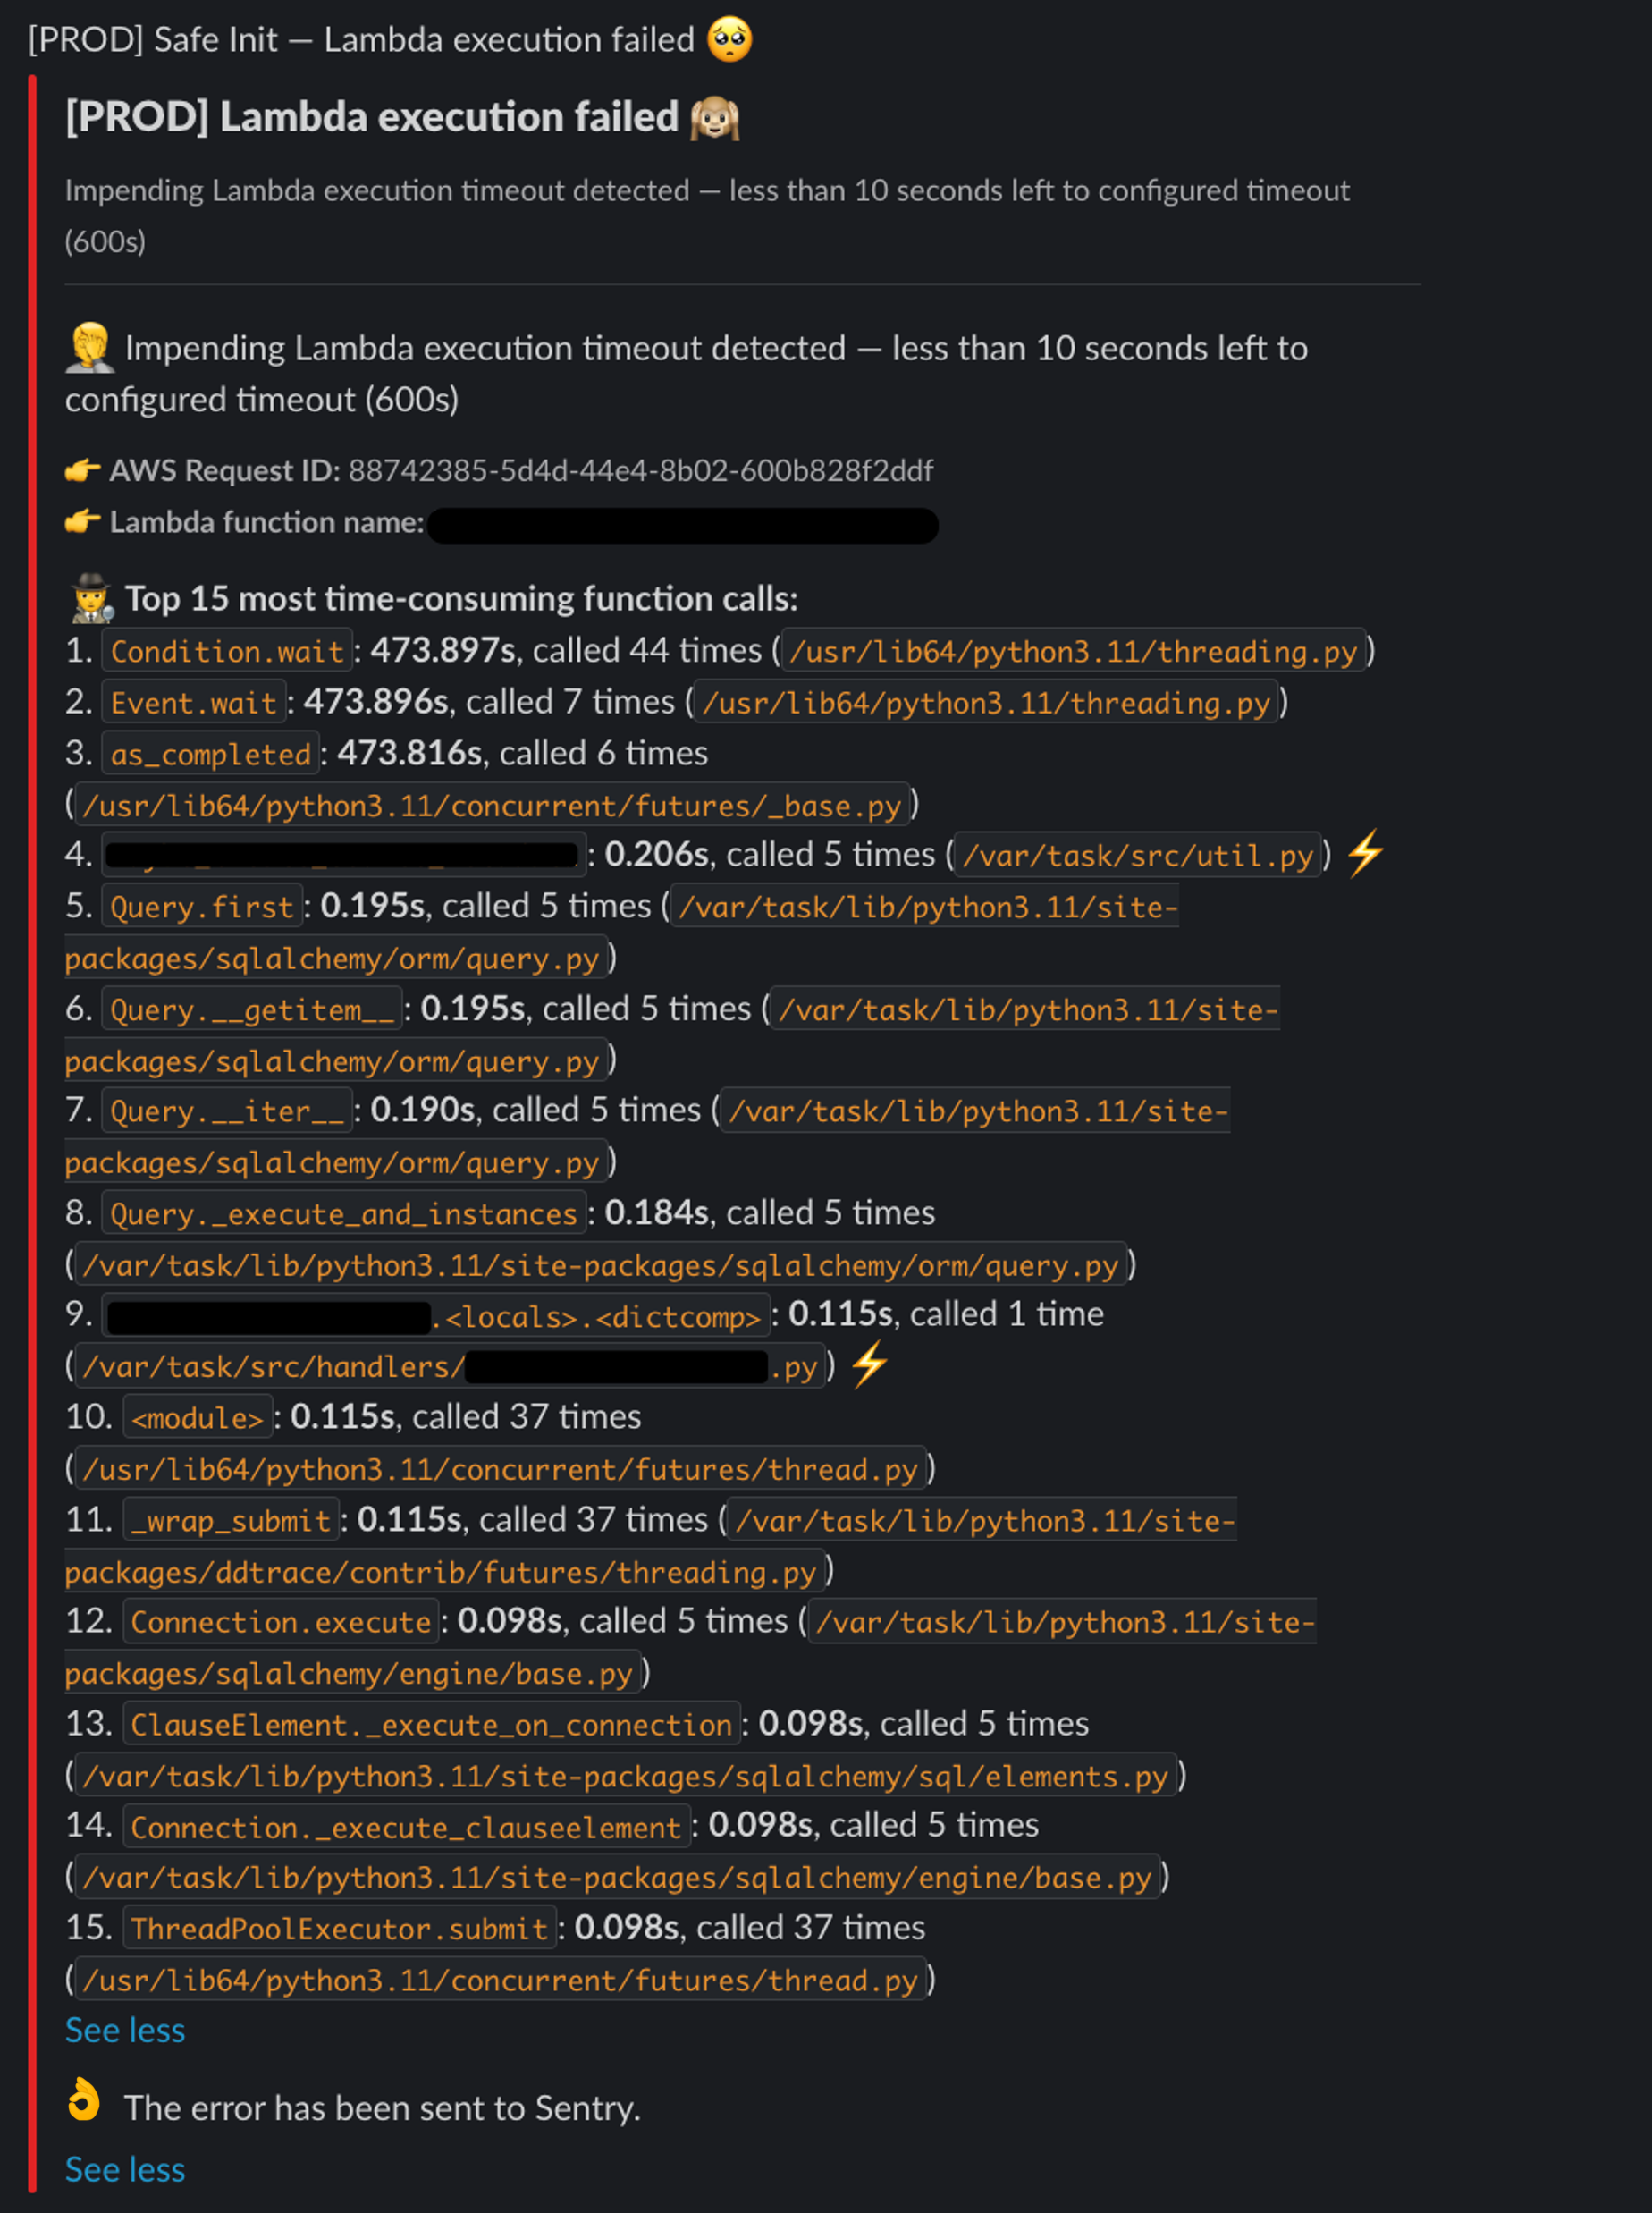 [PROD] Safe Init — Lambda execution failed 🥺
[PROD] Lambda execution failed 🙉
Impending Lambda execution timeout detected — less than 10 seconds left to configured timeout
(600s)
🤦 Impending Lambda execution timeout detected — less than 10 seconds left to
configured timeout (600s)
👉 AWS Request ID: 88742385-5d4d-44e4-8b02-600b828f2ddf
👉 Lambda function name:
🕵️ Top 15 most time-consuming function calls:
1. Condition.wait: 473.897s, called 44 times (/usr/lib64/python3.11/threading.py)
2. Event.wait: 473.896s, called 7 times (/usr/lib64/python3.11/threading.py)
3. as_completed: 473.816s, called 6 times
(/usr/lib64/python3.11/concurrent/futures/_base.py)
4. : 0.206s, called 5 times (/var/task/src/util.py) ⚡
5. Query.first: 0.195s, called 5 times (/var/task/lib/python3.11/site-
packages/sqlalchemy/orm/query.py)
6. Query.__getitem__: 0.195s, called 5 times (/var/task/lib/python3.11/site-
packages/sqlalchemy/orm/query.py)
7. Query.__iter__: 0.190s, called 5 times (/var/task/lib/python3.11/site-
packages/sqlalchemy/orm/query.py)
8. Query._execute_and_instances: 0.184s, called 5 times
(/var/task/lib/python3.11/site-packages/sqlalchemy/orm/query.py)
9. .<locals>.<dictcomp>: 0.115s, called 1 time
(/var/task/src/handlers/ .py) ⚡
10. <module>: 0.115s, called 37 times
(/usr/lib64/python3.11/concurrent/futures/thread.py)
11. _wrap_submit: 0.115s, called 37 times (/var/task/lib/python3.11/site-
packages/ddtrace/contrib/futures/threading.py)
12. Connection.execute: 0.098s, called 5 times (/var/task/lib/python3.11/site-
packages/sqlalchemy/engine/base.py)
13. ClauseElement._execute_on_connection: 0.098s, called 5 times
(/var/task/lib/python3.11/site-packages/sqlalchemy/sql/elements.py)
14. Connection._execute_clauseelement: 0.098s, called 5 times
(/var/task/lib/python3.11/site-packages/sqlalchemy/engine/base.py)
15. ThreadPoolExecutor.submit: 0.098s, called 37 times
(/usr/lib64/python3.11/concurrent/futures/thread.py)
See less
👌 The error has been sent to Sentry.
See less